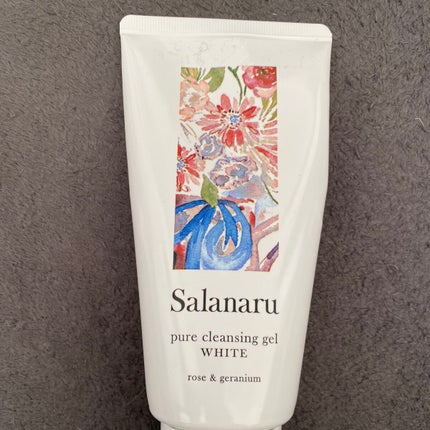 Salanaru
pure cleansing gel
WHITE
rose & geranium